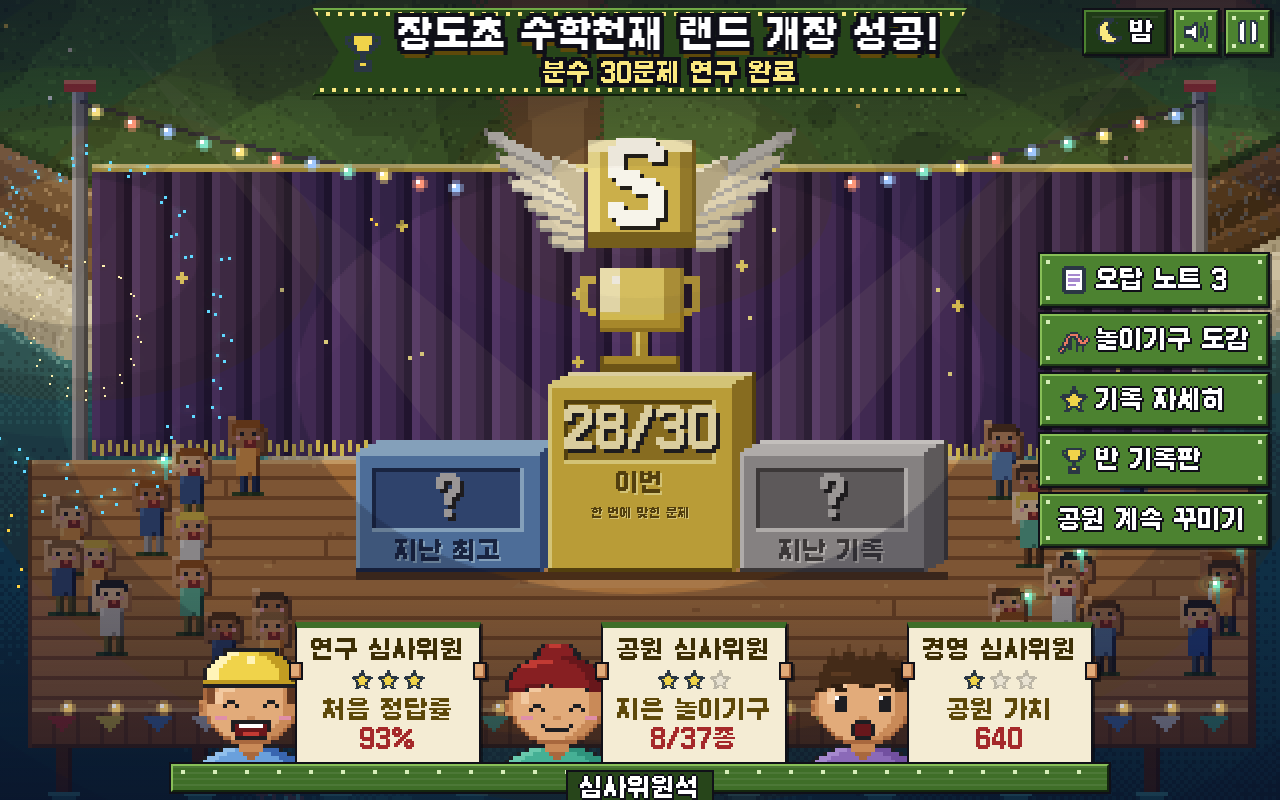 장도초 수학천재 랜드 개장 성공!
분수 30문제 연구 완료
밤
S
오답 노트 3
놀이기구 도감
기록 자세히
반 기록판
공원 계속 꾸미기
28/30
이번
한 번에 맞힌 문제
?
지난 최고
?
지난 기록
연구 심사위원
처음 정답률
93%
공원 심사위원
지은 놀이기구
8/37종
경영 심사위원
공원 가치
640
심사위원석